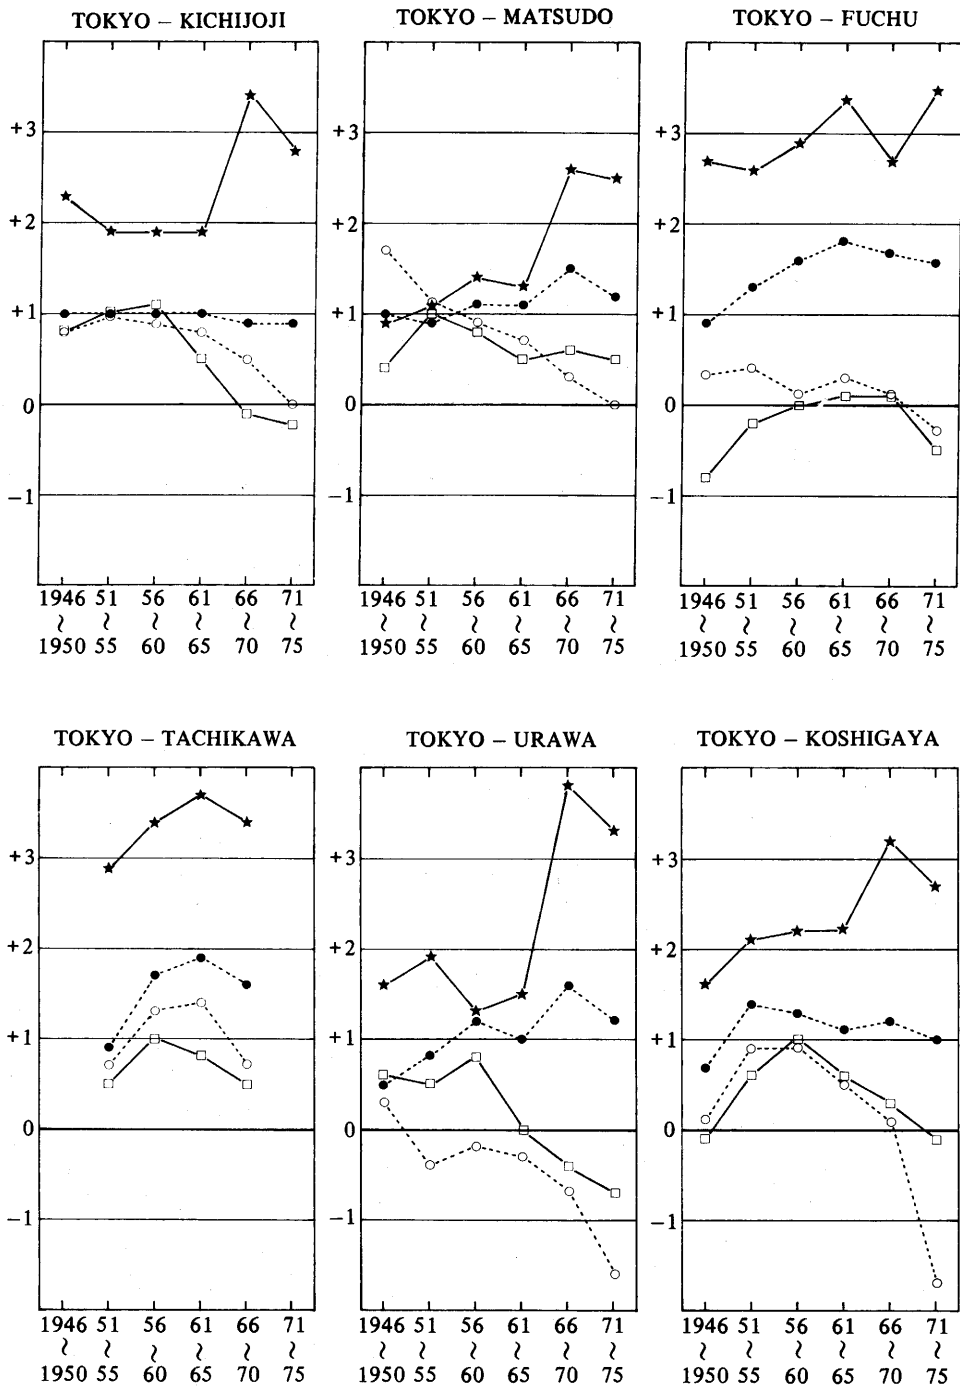 TOKYO – KICHIJOJI
TOKYO – MATSUDO
TOKYO – FUCHU
+3
+2
+1
0
−1
+3
+2
+1
0
−1
+3
+2
+1
0
−1
1946 51 56 61 66 71
~ ~ ~ ~ ~ ~
1950 55 60 65 70 75
1946 51 56 61 66 71
~ ~ ~ ~ ~ ~
1950 55 60 65 70 75
1946 51 56 61 66 71
~ ~ ~ ~ ~ ~
1950 55 60 65 70 75
TOKYO – TACHIKAWA
TOKYO – URAWA
TOKYO – KOSHIGAYA
+3
+2
+1
0
−1
+3
+2
+1
0
−1
+3
+2
+1
0
−1
1946 51 56 61 66 71
~ ~ ~ ~ ~ ~
1950 55 60 65 70 75
1946 51 56 61 66 71
~ ~ ~ ~ ~ ~
1950 55 60 65 70 75
1946 51 56 61 66 71
~ ~ ~ ~ ~ ~
1950 55 60 65 70 75